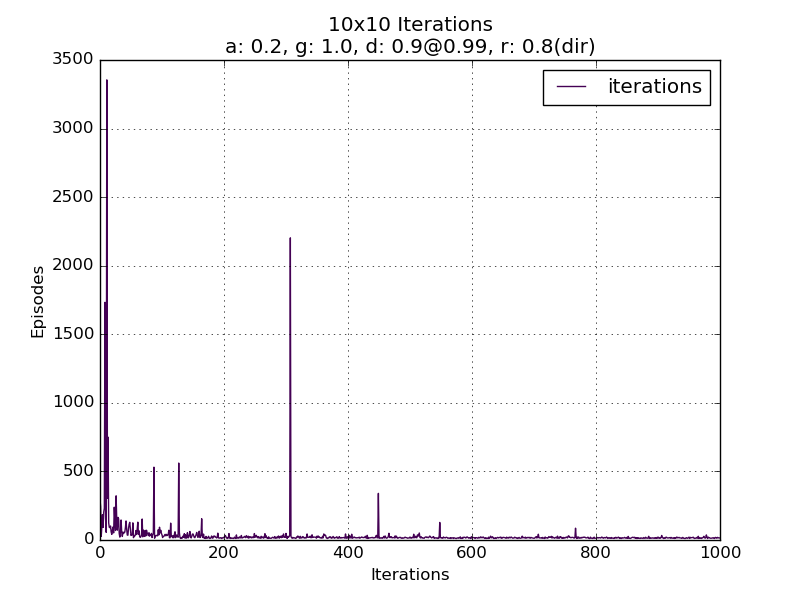 10x10 Iterations
a: 0.2, g: 1.0, d: 0.9@0.99, r: 0.8(dir)
iterations
3500
3000
2500
2000
1500
1000
500
0
Episodes
0 200 400 600 800 1000
Iterations